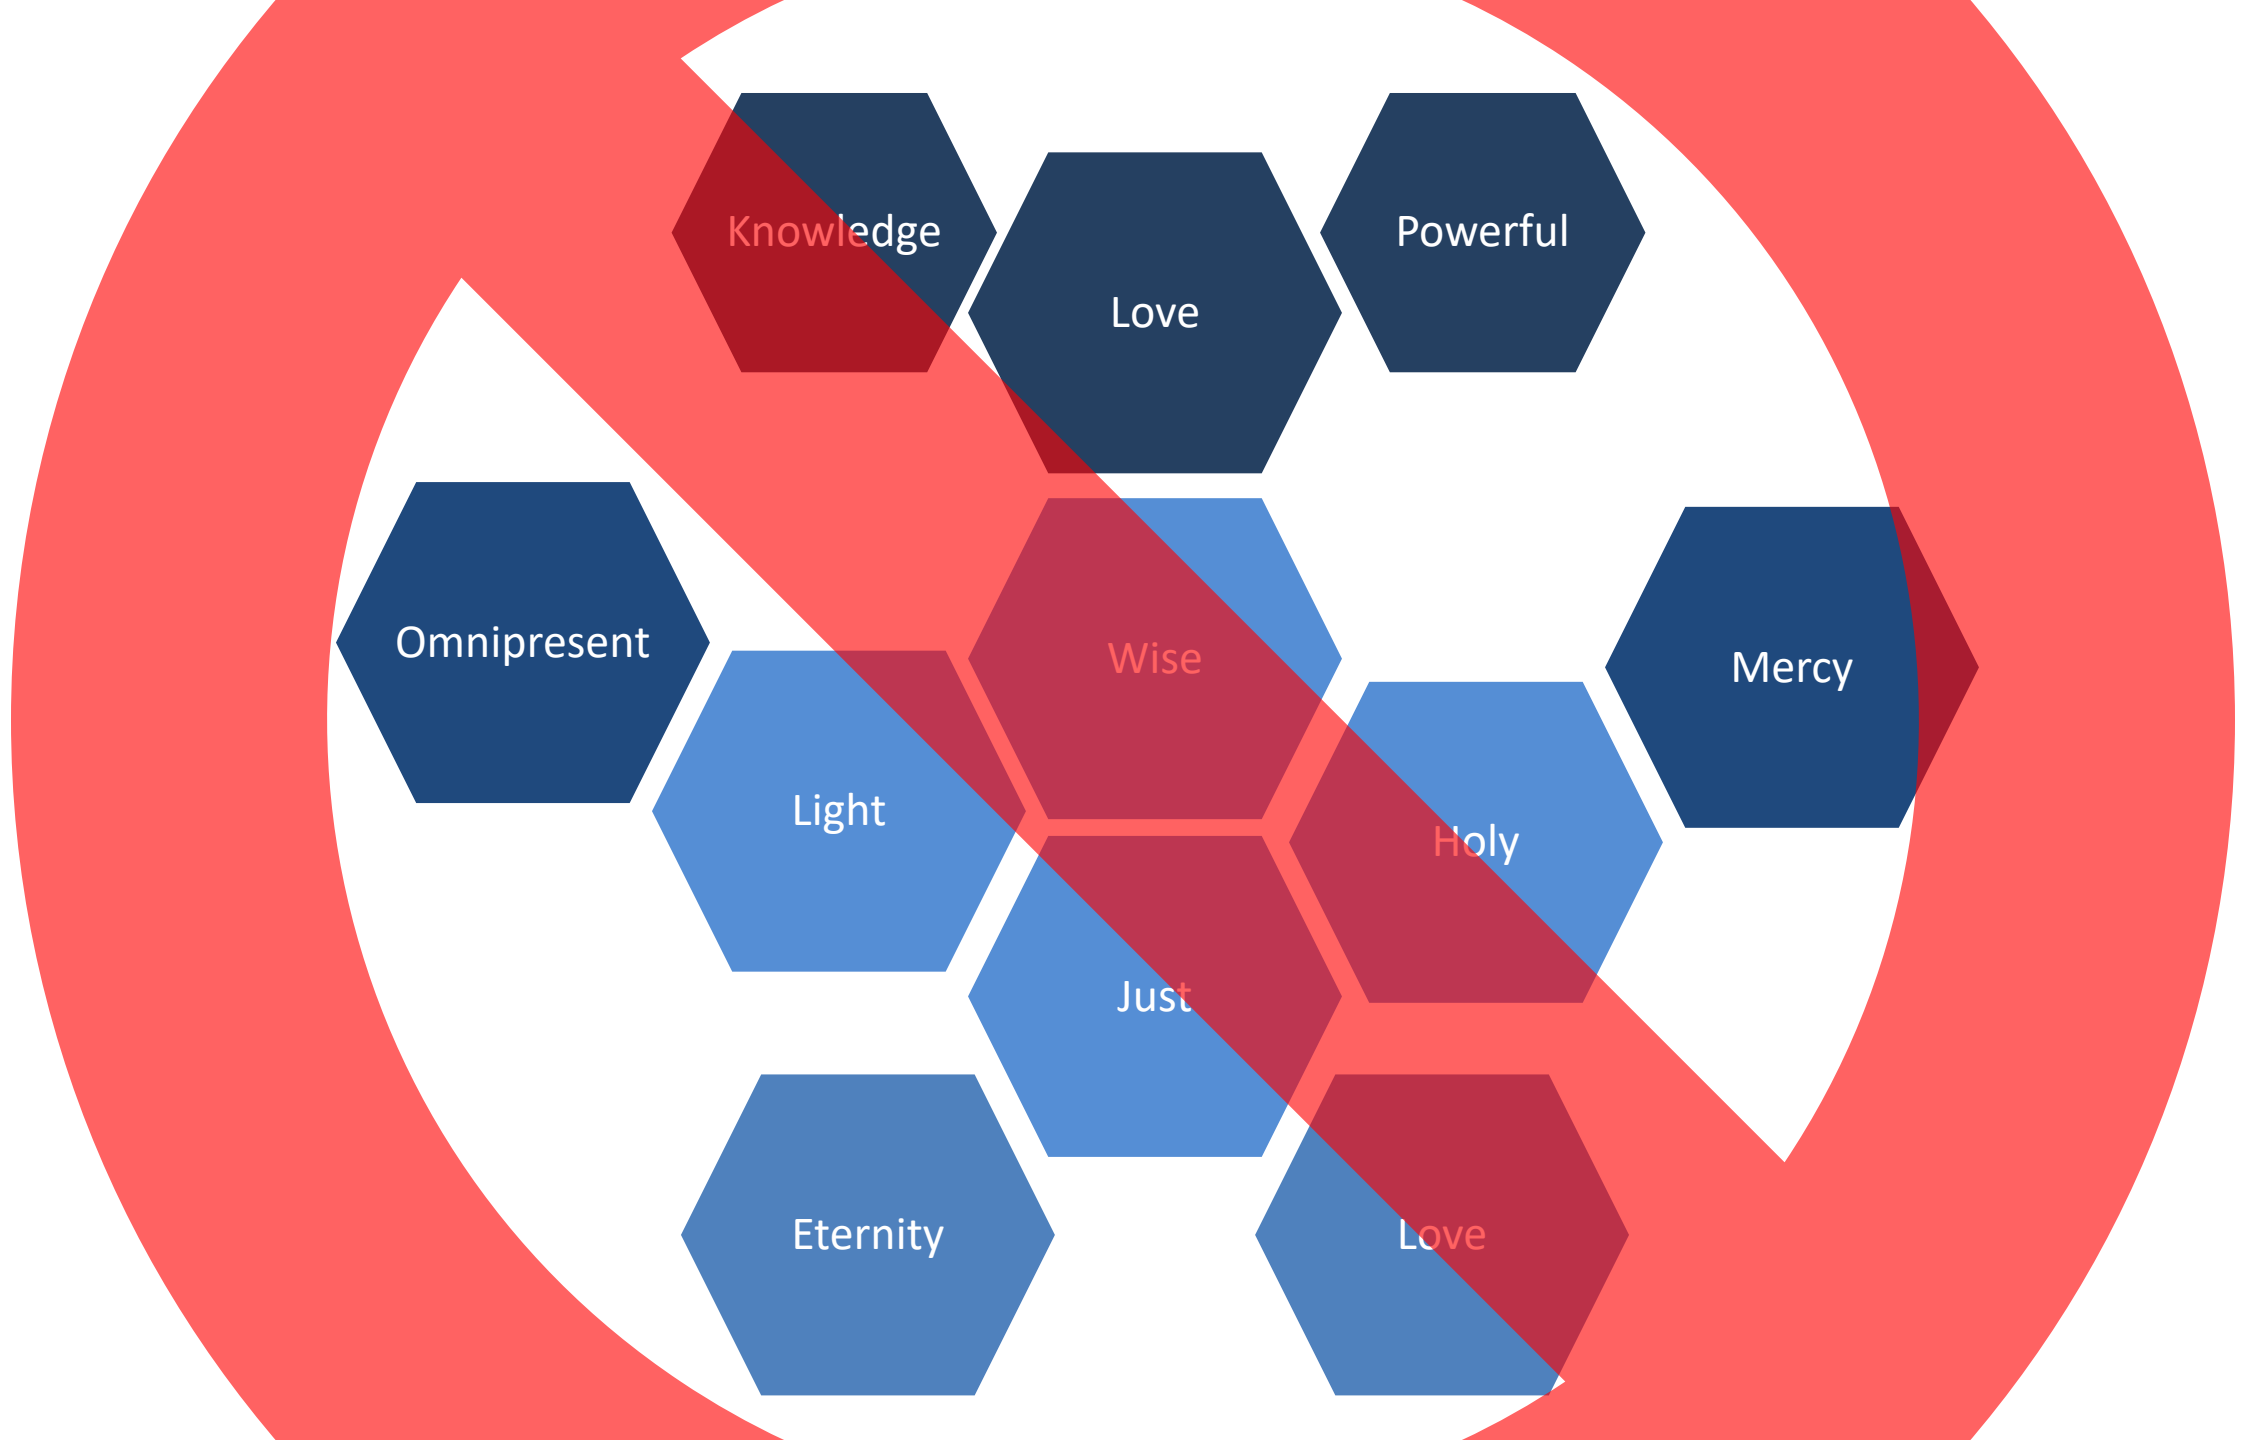 Knowledge
Powerful
Love
Omnipresent
Wise
Mercy
Light
Holy
Just
Eternity
Love